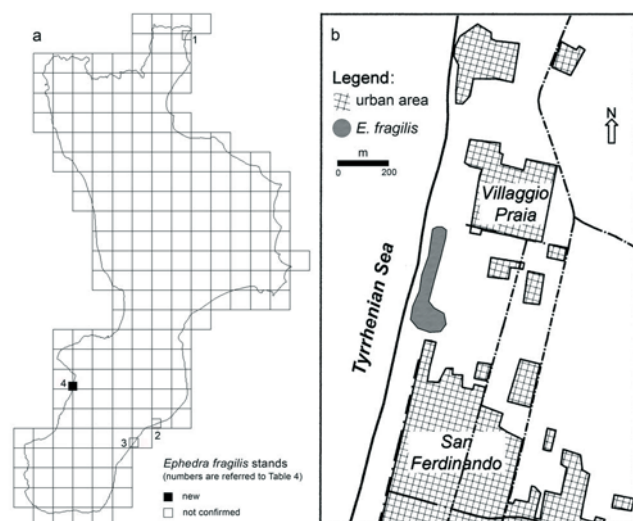 a
1
4
2
3
Ephedra fragilis stands
(numbers are referred to Table 4)
new
not confirmed
b
Legend:
urban area
E. fragilis
m
0 200
N
Villaggio
Praia
Tyrrhenian Sea
San
Ferdinando